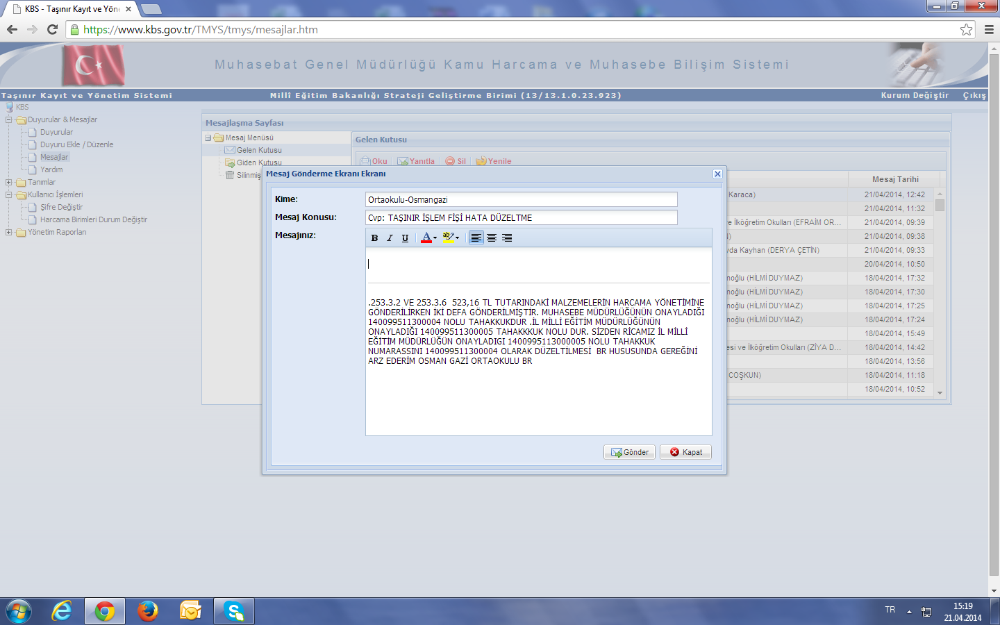 KBS - Taşınır Kayıt ve Yön
https://www.kbs.gov.tr/TMYS/tmys/mesajlar.htm
Muhasebat Genel Müdürlüğü Kamu Harcama ve Muhasebe Bilişim Sistemi
Taşınır Kayıt ve Yönetim Sistemi
Millî Eğitim Bakanlığı Strateji Geliştirme Birimi (13/13.1.0.23.923)
Kurum Değiştir
Çıkış
KBS
Duyurular & Mesajlar
Duyurular
Duyuru Ekle / Düzenle
Mesajlar
Yardım
Tanımlar
Kullanıcı İşlemleri
Şifre Değiştir
Harcama Birimleri Durum Değiştir
Yönetim Raporları
Mesajlaşma Sayfası
Mesaj Menüsü
Gelen Kutusu
Giden Kutusu
Silinmiş
Gelen Kutusu
Oku
Yanıtla
Sil
Yenile
Mesaj Tarihi
Karaca) 21/04/2014, 12:42
21/04/2014, 11:32
e İlköğretim Okulları (EFRAİM OR... 21/04/2014, 09:39
) 21/04/2014, 09:38
yda Kayhan (DERYA ÇETİN) 21/04/2014, 09:33
20/04/2014, 10:50
noğlu (HİLMİ DUYMAZ) 18/04/2014, 17:32
noğlu (HİLMİ DUYMAZ) 18/04/2014, 17:30
noğlu (HİLMİ DUYMAZ) 18/04/2014, 17:25
noğlu (HİLMİ DUYMAZ) 18/04/2014, 17:24
18/04/2014, 15:49
esi ve İlköğretim Okulları (ZİYA D... 18/04/2014, 14:42
18/04/2014, 13:56
COŞKUN) 18/04/2014, 11:18
18/04/2014, 10:52
Mesaj Gönderme Ekranı Ekranı
Kime: Ortaokulu-Osmangazi
Mesaj Konusu: Cvp: TAŞINIR İŞLEM FİŞİ HATA DÜZELTME
Mesajınız:
B I U A ab
.253.3.2 VE 253.3.6 523,16 TL TUTARINDAKİ MALZEMELERİN HARCAMA YÖNETİMİNE
GÖNDERİLİRKEN İKİ DEFA GÖNDERİLMİŞTİR. MUHASEBE MÜDÜRLÜĞÜNÜN ONAYLADIĞI
140099511300004 NOLU TAHAKKUKDUR .İL MİLLİ EĞİTİM MÜDÜRLÜĞÜNÜN
ONAYLADIĞI 140099511300005 TAHAKKKUK NOLU DUR. SİZDEN RİCAMIZ İL MİLLİ
EĞİTİM MÜDÜRLÜĞÜN ONAYLADIGI 1400995113000005 NOLU TAHAKKUK
NUMARASSINI 140099511300004 OLARAK DÜZELTİLMESİ BR HUSUSUNDA GEREĞİNİ
ARZ EDERİM OSMAN GAZİ ORTAOKULU BR
Gönder
Kapat
TR
15:19
21.04.2014